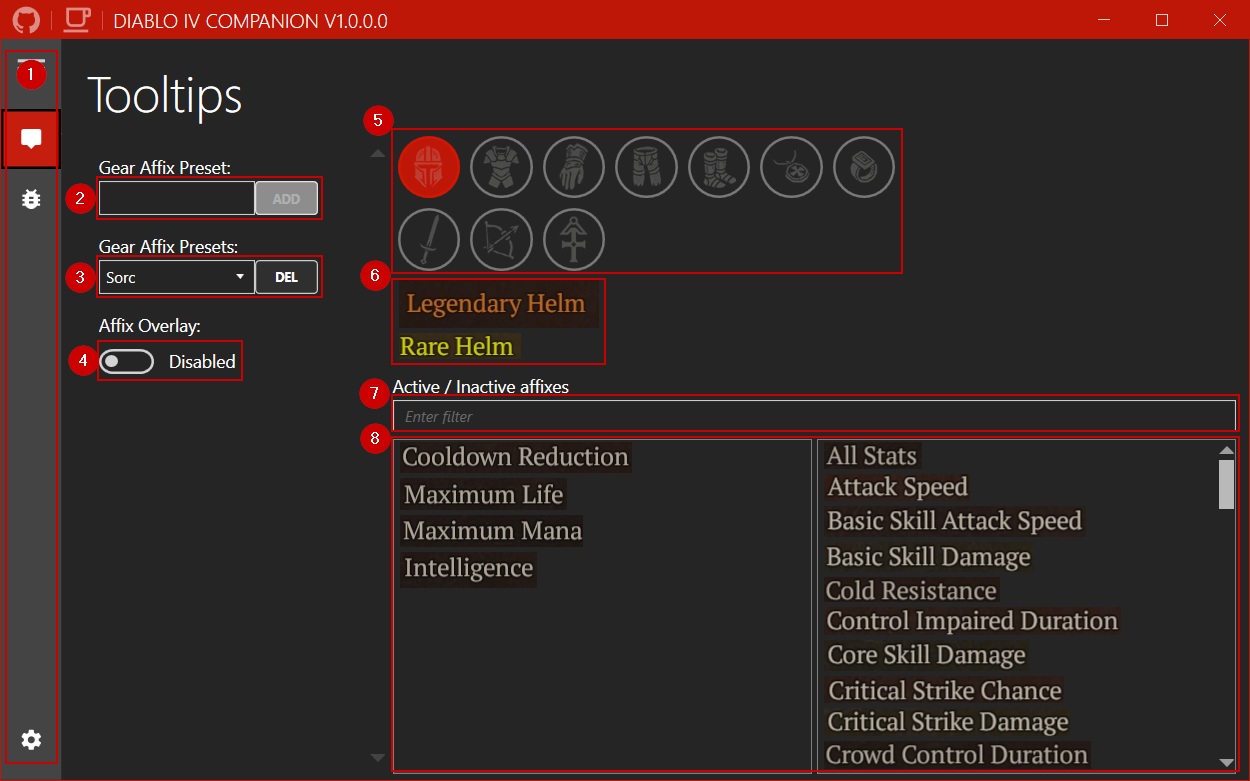 DIABLO IV COMPANION V1.0.0.0
1
Tooltips
Gear Affix Preset:
2
ADD
Gear Affix Presets:
3
Sorc
DEL
Affix Overlay:
4
Disabled
5
6
Legendary Helm
Rare Helm
7
Active / Inactive affixes
Enter filter
8
Cooldown Reduction
Maximum Life
Maximum Mana
Intelligence
All Stats
Attack Speed
Basic Skill Attack Speed
Basic Skill Damage
Cold Resistance
Control Impaired Duration
Core Skill Damage
Critical Strike Chance
Critical Strike Damage
Crowd Control Duration